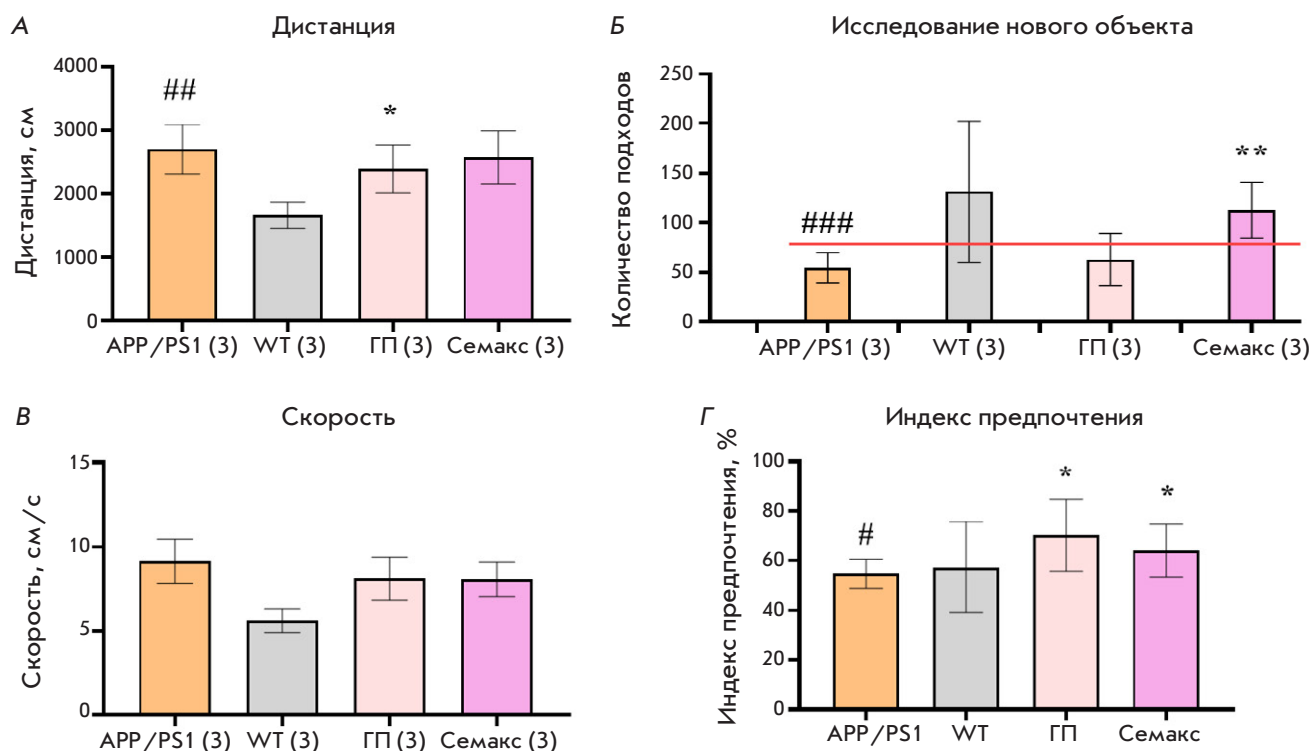 А
Дистанция
Дистанция, см
4000
3000
2000
1000
0
##
*
APP/PS1 (3)
WT (3)
ГП (3)
Семакс (3)
Б
Исследование нового объекта
Количество подходов
250
200
150
100
50
0
###
**
APP/PS1 (3)
WT (3)
ГП (3)
Семакс (3)
В
Скорость
Скорость, см/с
15
10
5
0
APP/PS1 (3)
WT (3)
ГП (3)
Семакс (3)
Г
Индекс предпочтения
Индекс предпочтения, %
100
80
60
40
20
0
#
*
*
APP/PS1
WT
ГП
Семакс